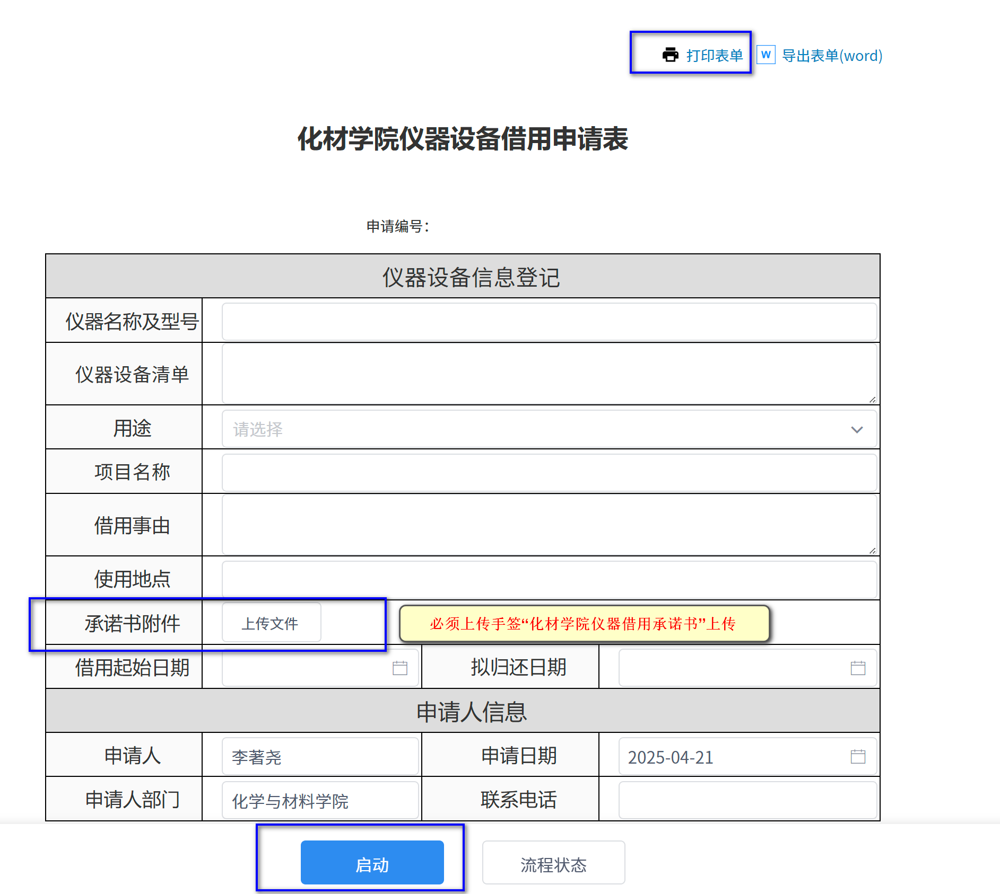 打印表单 W 导出表单(word)
化材学院仪器设备借用申请表
申请编号：
仪器设备信息登记
仪器名称及型号
仪器设备清单
用途 请选择
项目名称
借用事由
使用地点
承诺书附件 上传文件 必须上传手签“化材学院仪器借用承诺书”上传
借用起始日期 拟归还日期
申请人信息
申请人 李著尧 申请日期 2025-04-21
申请人部门 化学与材料学院 联系电话
启动 流程状态